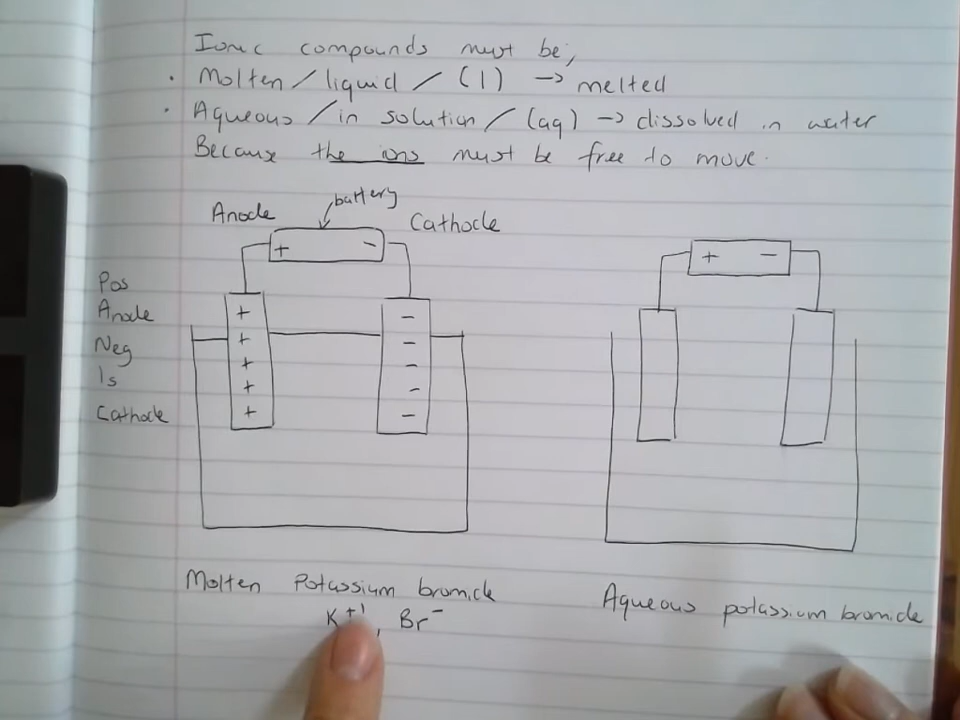 Ionic compounds must be;
· Molten / liquid / (l) → melted
· Aqueous / in solution / (aq) → dissolved in water
Because the ions must be free to move.
battery
Anode
Cathode
+ -
+ -
Pos
Anode
Neg
Is
Cathode
+ -
+ -
+ -
+ -
+ -
Molten Potassium bromide
K+1, Br-
Aqueous potassium bromide